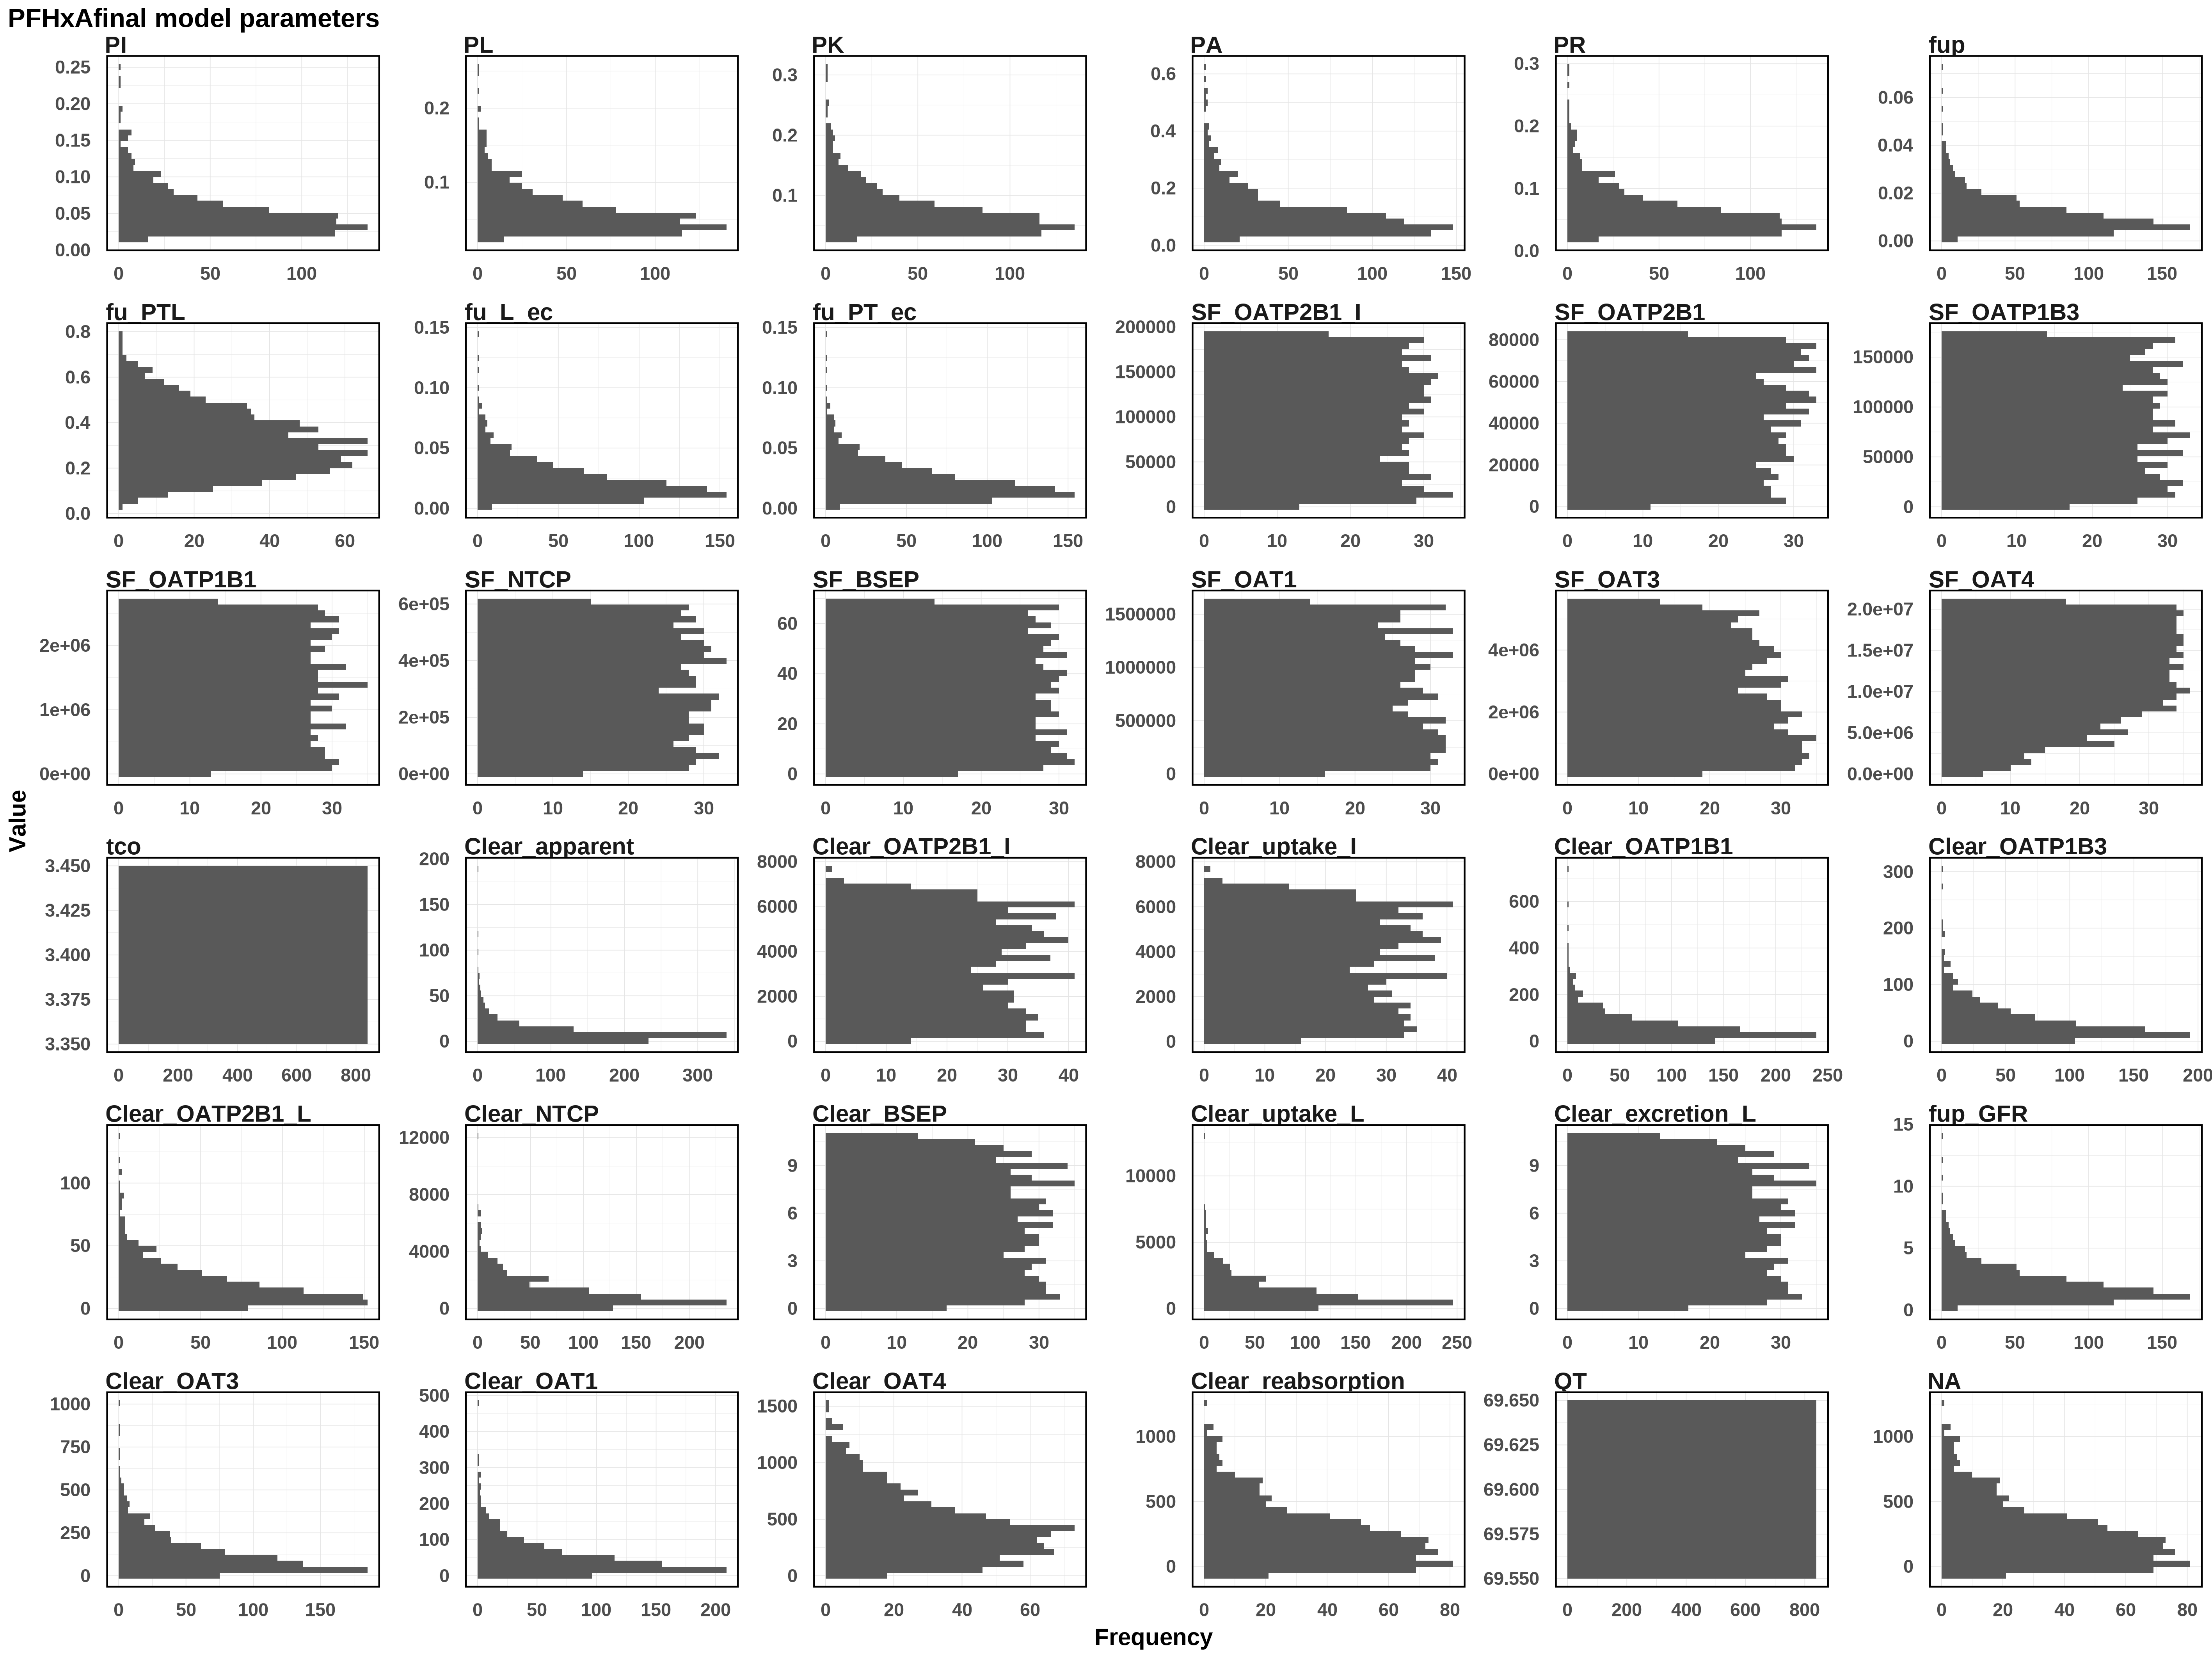 PFHxAfinal model parameters
PI PL PK PA PR fup
0.25 0.20 0.15 0.10 0.05 0.00
0.2 0.1
0.3 0.2 0.1
0.6 0.4 0.2 0.0
0.3 0.2 0.1 0.0
0.06 0.04 0.02 0.00
0 50 100
0 50 100
0 50 100
0 50 100 150
0 50 100
0 50 100 150
fu_PTL fu_L_ec fu_PT_ec SF_OATP2B1_I SF_OATP2B1 SF_OATP1B3
0.8 0.6 0.4 0.2 0.0
0.15 0.10 0.05 0.00
0.15 0.10 0.05 0.00
200000 150000 100000 50000 0
80000 60000 40000 20000 0
150000 100000 50000 0
0 20 40 60
0 50 100 150
0 50 100 150
0 10 20 30
0 10 20 30
0 10 20 30
SF_OATP1B1 SF_NTCP SF_BSEP SF_OAT1 SF_OAT3 SF_OAT4
2e+06 1e+06 0e+00
6e+05 4e+05 2e+05 0e+00
60 40 20 0
1500000 1000000 500000 0
4e+06 2e+06 0e+00
2.0e+07 1.5e+07 1.0e+07 5.0e+06 0.0e+00
0 10 20 30
0 10 20 30
0 10 20 30
0 10 20 30
0 10 20 30
0 10 20 30
Value
tco Clear_apparent Clear_OATP2B1_I Clear_uptake_I Clear_OATP1B1 Clear_OATP1B3
3.450 3.425 3.400 3.375 3.350
200 150 100 50 0
8000 6000 4000 2000 0
8000 6000 4000 2000 0
600 400 200 0
300 200 100 0
0 200 400 600 800
0 100 200 300
0 10 20 30 40
0 10 20 30 40
0 50 100 150 200 250
0 50 100 150 200
Clear_OATP2B1_L Clear_NTCP Clear_BSEP Clear_uptake_L Clear_excretion_L fup_GFR
100 50 0
12000 8000 4000 0
9 6 3 0
10000 5000 0
9 6 3 0
15 10 5 0
0 50 100 150
0 50 100 150 200
0 10 20 30
0 50 100 150 200 250
0 10 20 30
0 50 100 150
Clear_OAT3 Clear_OAT1 Clear_OAT4 Clear_reabsorption QT NA
1000 750 500 250 0
500 400 300 200 100 0
1500 1000 500 0
1000 500 0
69.650 69.625 69.600 69.575 69.550
1000 500 0
0 50 100 150
0 50 100 150 200
0 20 40 60
0 20 40 60 80
0 200 400 600 800
0 20 40 60 80
Frequency